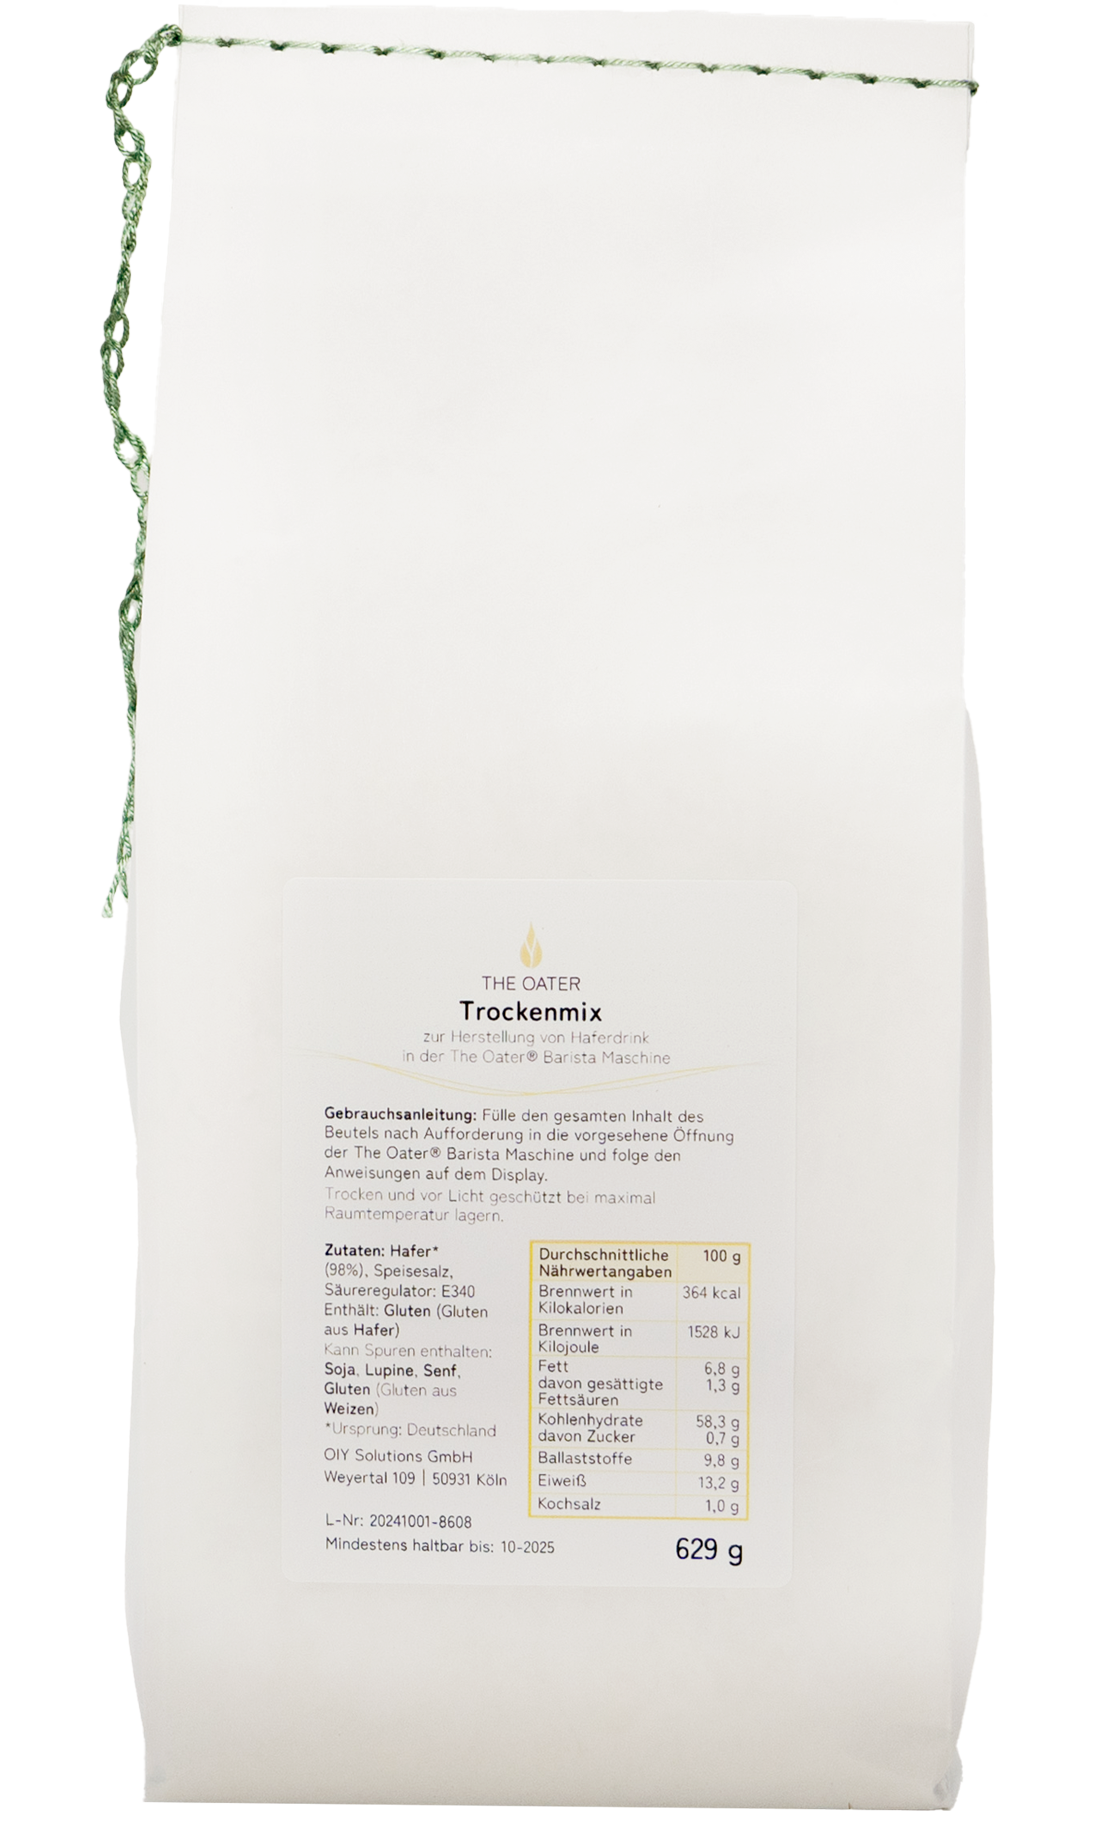 THE OATER
Trockenmix
zur Herstellung von Haferdrink
in der The Oater® Barista Maschine
Gebrauchsanleitung: Fülle den gesamten Inhalt des
Beutels nach Aufforderung in die vorgesehene Öffnung
der The Oater® Barista Maschine und folge den
Anweisungen auf dem Display.
Trocken und vor Licht geschützt bei maximal
Raumtemperatur lagern.
Zutaten: Hafer*
(98%), Speisesalz,
Säureregulator: E340
Enthält: Gluten (Gluten
aus Hafer)
Kann Spuren enthalten:
Soja, Lupine, Senf,
Gluten (Gluten aus
Weizen)
*Ursprung: Deutschland
OIY Solutions GmbH
Weyertal 109 | 50931 Köln
L-Nr: 20241001-8608
Mindestens haltbar bis: 10-2025
Durchschnittliche 100 g
Nährwertangaben
Brennwert in 364 kcal
Kilokalorien
Brennwert in 1528 kJ
Kilojoule
Fett 6,8 g
davon gesättigte 1,3 g
Fettsäuren
Kohlenhydrate 58,3 g
davon Zucker 0,7 g
Ballaststoffe 9,8 g
Eiweiß 13,2 g
Kochsalz 1,0 g
629 g